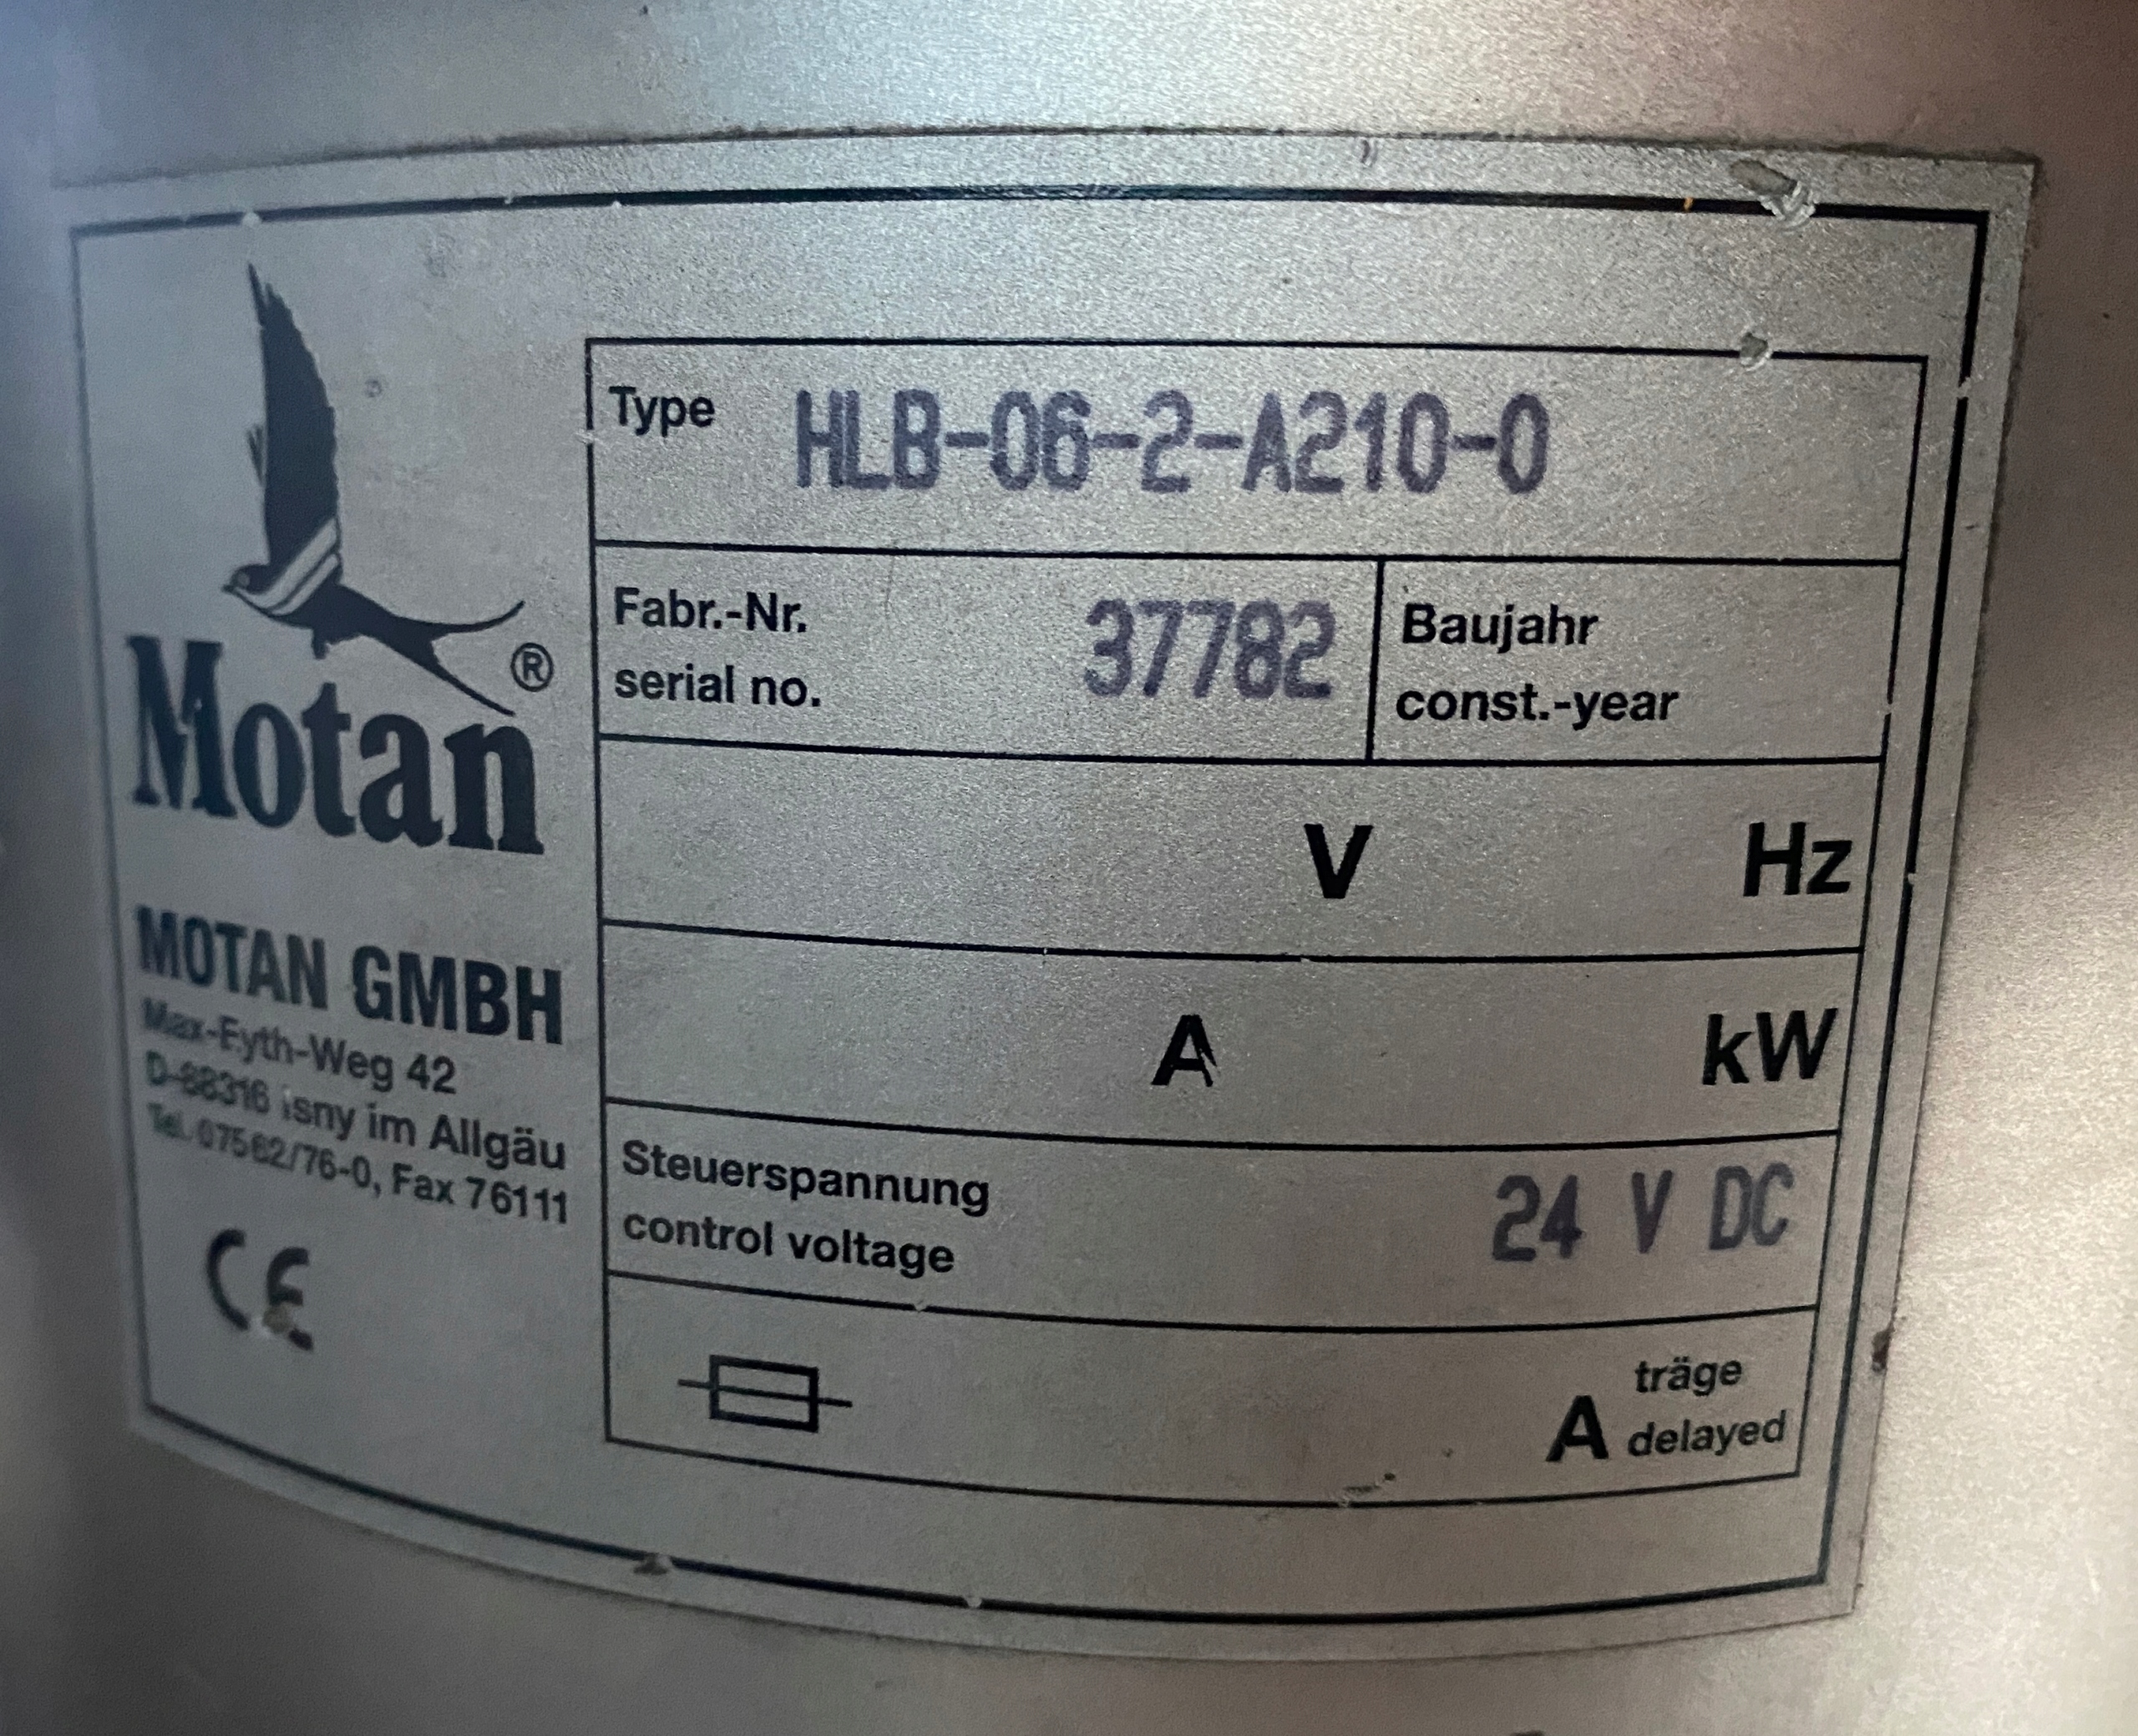 Motan®
MOTAN GMBH
Max-Eyth-Weg 42
D-88316 isny im Allgäu
Tel. 07562/76-0, Fax 76111
CE
Type HLB-06-2-A210-0
Fabr.-Nr.
serial no. 37782
Baujahr
const.-year
V Hz
A kW
Steuerspannung
control voltage 24 V DC
träge
A delayed